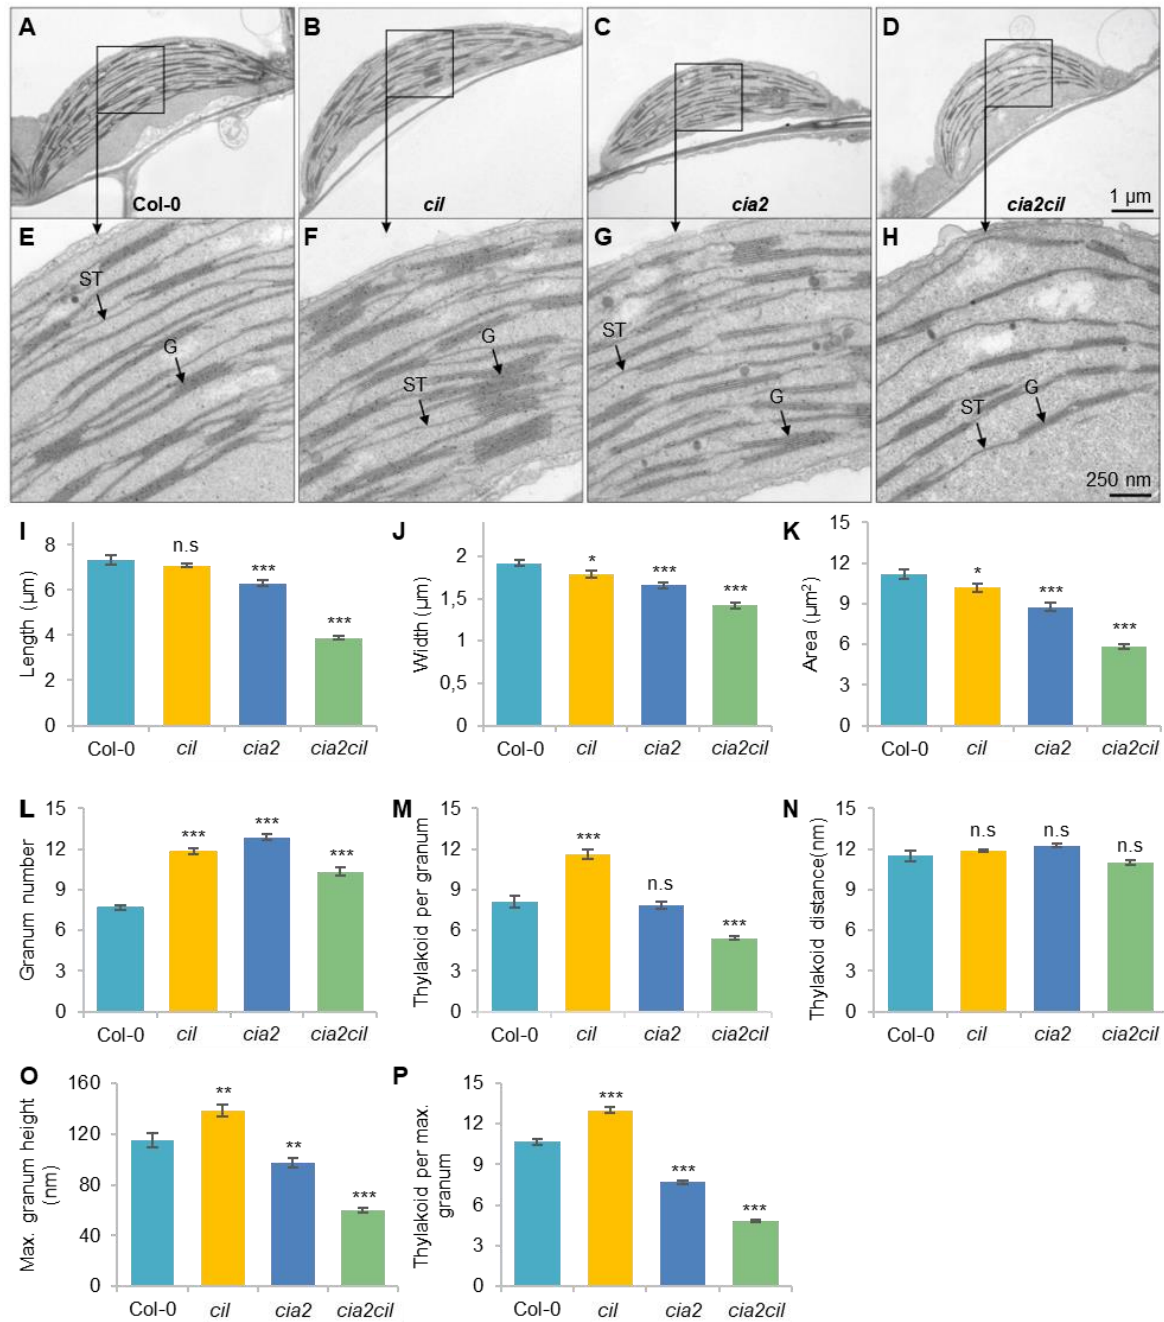 A
B
C
D
Col-0
cil
cia2
cia2cil
1 µm
E
F
G
H
ST
G
ST
G
ST
G
ST
G
250 nm
I
J
K
Length (µm)
8
6
4
2
0
n.s
***
***
Col-0
cil
cia2
cia2cil
Width (µm)
2
1,5
1
0,5
0
*
***
***
Col-0
cil
cia2
cia2cil
Area (µm²)
15
12
9
6
3
0
*
***
***
Col-0
cil
cia2
cia2cil
L
M
N
Granum number
15
12
9
6
3
0
***
***
***
Col-0
cil
cia2
cia2cil
Thylakoid per granum
15
12
9
6
3
0
***
n.s
***
Col-0
cil
cia2
cia2cil
Thylakoid distance(nm)
15
12
9
6
3
0
n.s
n.s
n.s
Col-0
cil
cia2
cia2cil
O
P
Max. granum height
(nm)
160
120
80
40
0
**
**
***
Col-0
cil
cia2
cia2cil
Thylakoid per max.
granum
15
12
9
6
3
0
***
***
***
Col-0
cil
cia2
cia2cil